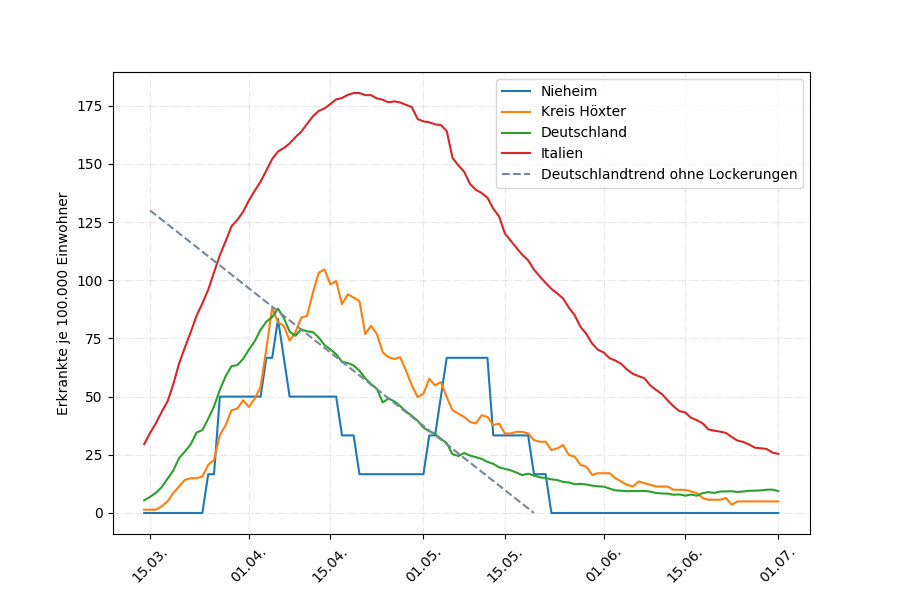 Erkrankte je 100.000 Einwohner
175
150
125
100
75
50
25
0
Nieheim
Kreis Höxter
Deutschland
Italien
Deutschlandtrend ohne Lockerungen
15.03.
01.04.
15.04.
01.05.
15.05.
01.06.
15.06.
01.07.